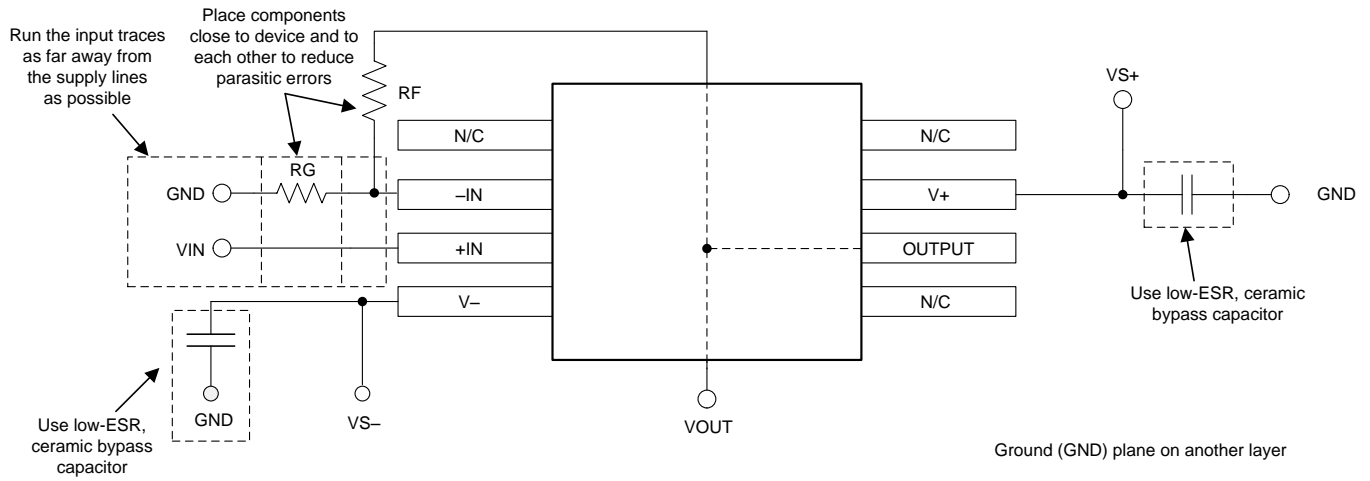 Run the input traces
as far away from
the supply lines
as possible
Place components
close to device and to
each other to reduce
parasitic errors
RF
VS+
N/C
N/C
RG
GND
–IN
V+
GND
VIN
+IN
OUTPUT
V–
N/C
Use low-ESR, ceramic
bypass capacitor
GND
VS–
VOUT
Use low-ESR,
ceramic bypass
capacitor
Ground (GND) plane on another layer